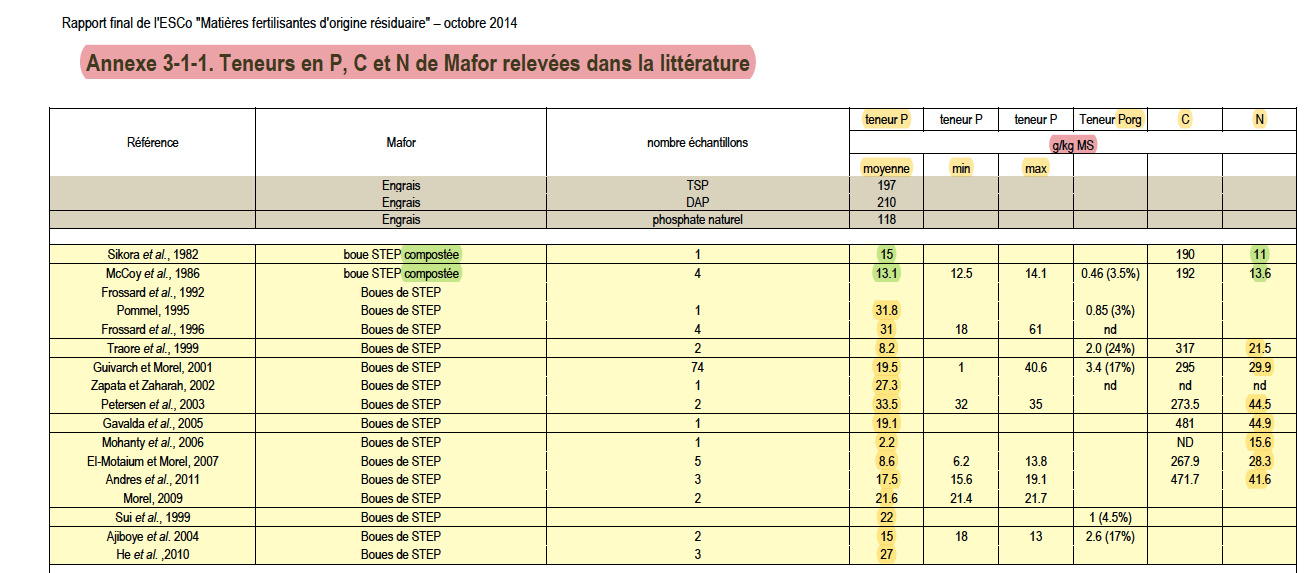 Rapport final de l'ESCo "Matières fertilisantes d'origine résiduaire" – octobre 2014
Annexe 3-1-1. Teneurs en P, C et N de Mafor relevées dans la littérature
Référence Mafor nombre échantillons teneur P teneur P teneur P Teneur Porg C N
g/kg MS
moyenne min max
Engrais TSP 197
Engrais DAP 210
Engrais phosphate naturel 118
Sikora et al., 1982 boue STEP compostée 1 15 190 11
McCoy et al., 1986 boue STEP compostée 4 13.1 12.5 14.1 0.46 (3.5%) 192 13.6
Frossard et al., 1992 Boues de STEP
Pommel, 1995 Boues de STEP 1 31.8 0.85 (3%)
Frossard et al., 1996 Boues de STEP 4 31 18 61 nd
Traore et al., 1999 Boues de STEP 2 8.2 2.0 (24%) 317 21.5
Guivarch et Morel, 2001 Boues de STEP 74 19.5 1 40.6 3.4 (17%) 295 29.9
Zapata et Zaharah, 2002 Boues de STEP 1 27.3 nd nd nd
Petersen et al., 2003 Boues de STEP 2 33.5 32 35 273.5 44.5
Gavalda et al., 2005 Boues de STEP 1 19.1 481 44.9
Mohanty et al., 2006 Boues de STEP 1 2.2 ND 15.6
El-Motaium et Morel, 2007 Boues de STEP 5 8.6 6.2 13.8 267.9 28.3
Andres et al., 2011 Boues de STEP 3 17.5 15.6 19.1 471.7 41.6
Morel, 2009 Boues de STEP 2 21.6 21.4 21.7
Sui et al., 1999 Boues de STEP 22 1 (4.5%)
Ajiboye et al. 2004 Boues de STEP 2 15 18 13 2.6 (17%)
He et al. ,2010 Boues de STEP 3 27